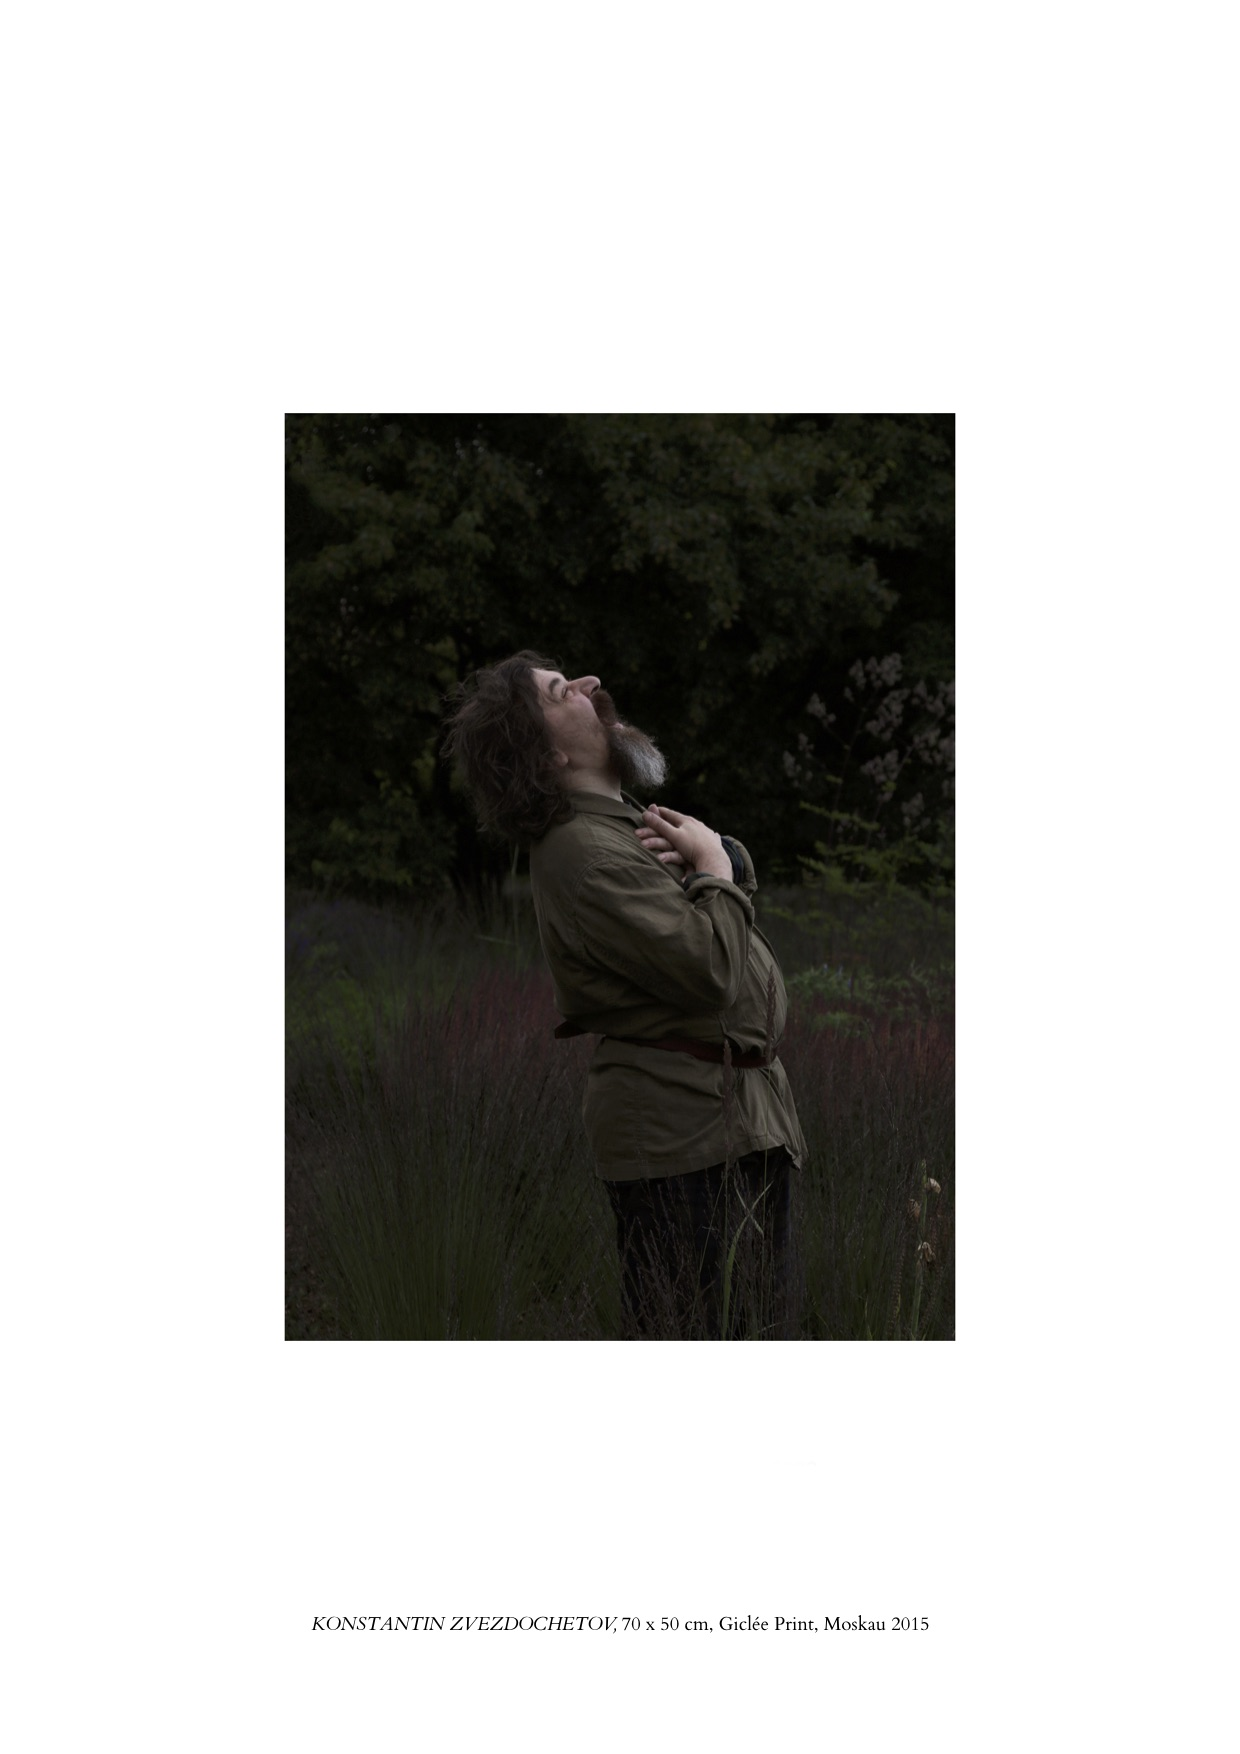 KONSTANTIN ZVEZDOCHETOV, 70 x 50 cm, Giclée Print, Moskau 2015